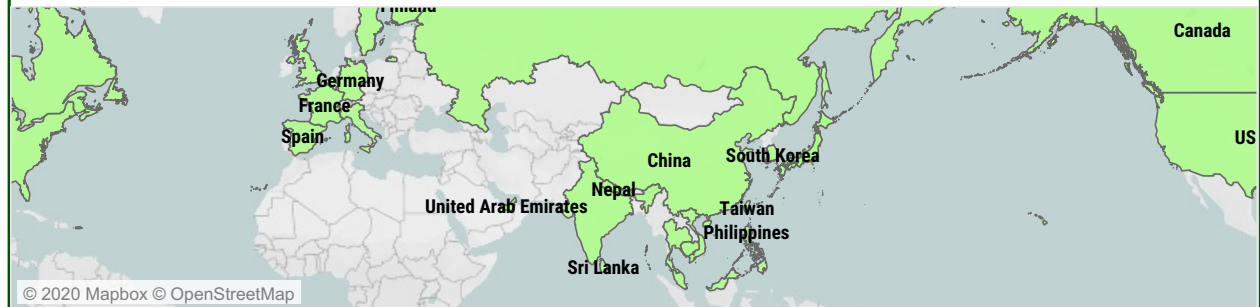 Finland
Canada
Germany
France
Spain
US
China
South Korea
Nepal
United Arab Emirates
Taiwan
Philippines
Sri Lanka
© 2020 Mapbox © OpenStreetMap